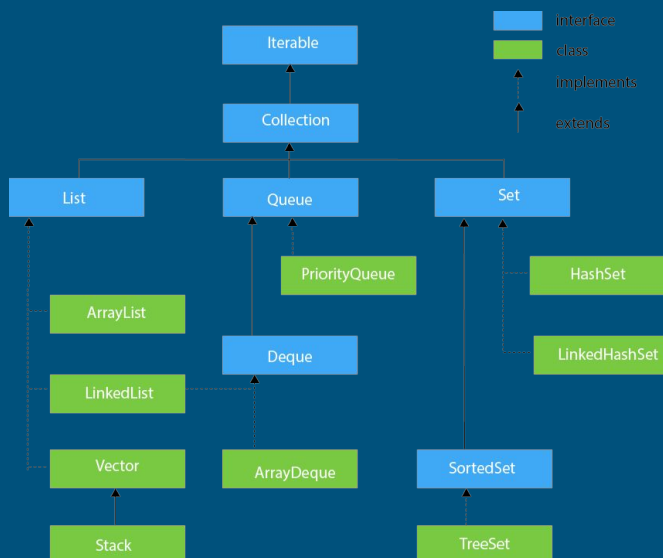 interface
class
implements
extends
Iterable
Collection
List
Queue
Set
PriorityQueue
HashSet
ArrayList
Deque
LinkedHashSet
LinkedList
Vector
ArrayDeque
SortedSet
Stack
TreeSet